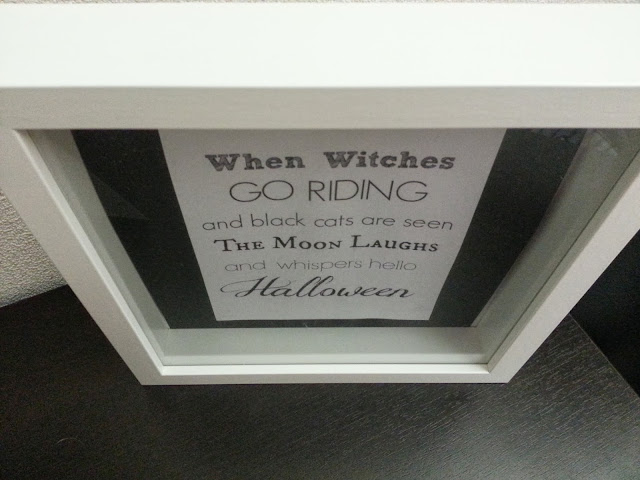 When Witches
GO RIDING
and black cats are seen
THE MOON LAUGHS
and whispers hello
Halloween